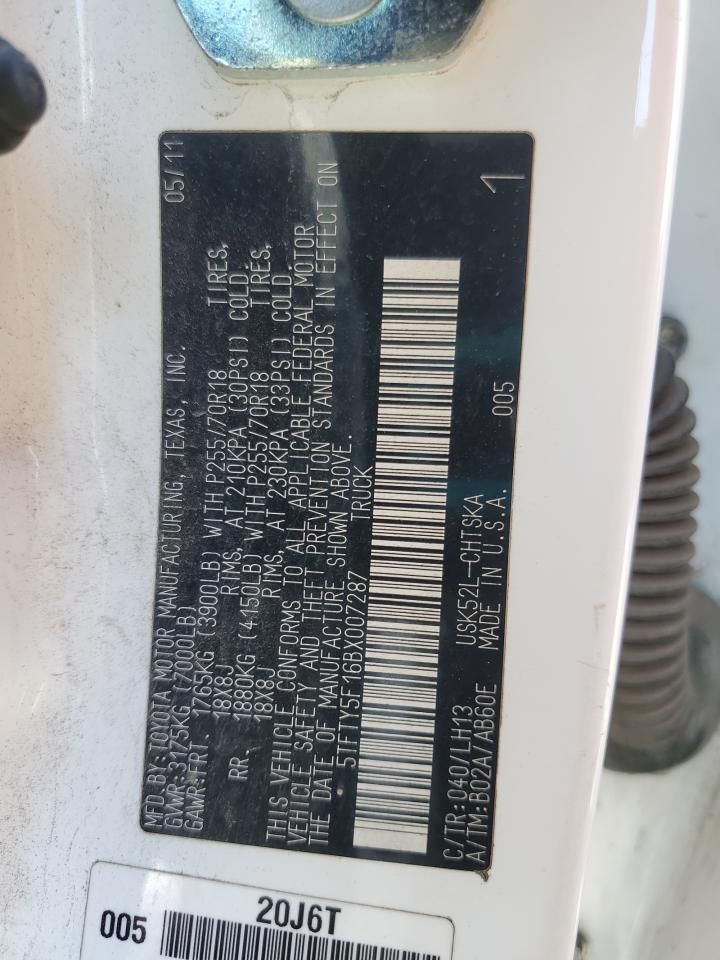 MFD.BY:TOYOTA MOTOR MANUFACTURING, TEXAS, INC. 05/11
GVWR:3175KG (7000LB)
GAWR:FRT. 1765KG (3900LB) WITH P255/70R18 TIRES,
18X8J RIMS, AT 210KPA (30PSI) COLD.
RR. 1880KG (4150LB) WITH P255/70R18 TIRES,
18X8J RIMS, AT 230KPA (33PSI) COLD.
THIS VEHICLE CONFORMS TO ALL APPLICABLE FEDERAL MOTOR
VEHICLE SAFETY AND THEFT PREVENTION STANDARDS IN EFFECT ON
THE DATE OF MANUFACTURE SHOWN ABOVE.
5TFTY5F16BX007287 TRUCK
C/TR:040/LH13 USK52L-CHTSKA 1
A/TM:B02A/AB60E MADE IN U.S.A. 005
20J6T
005